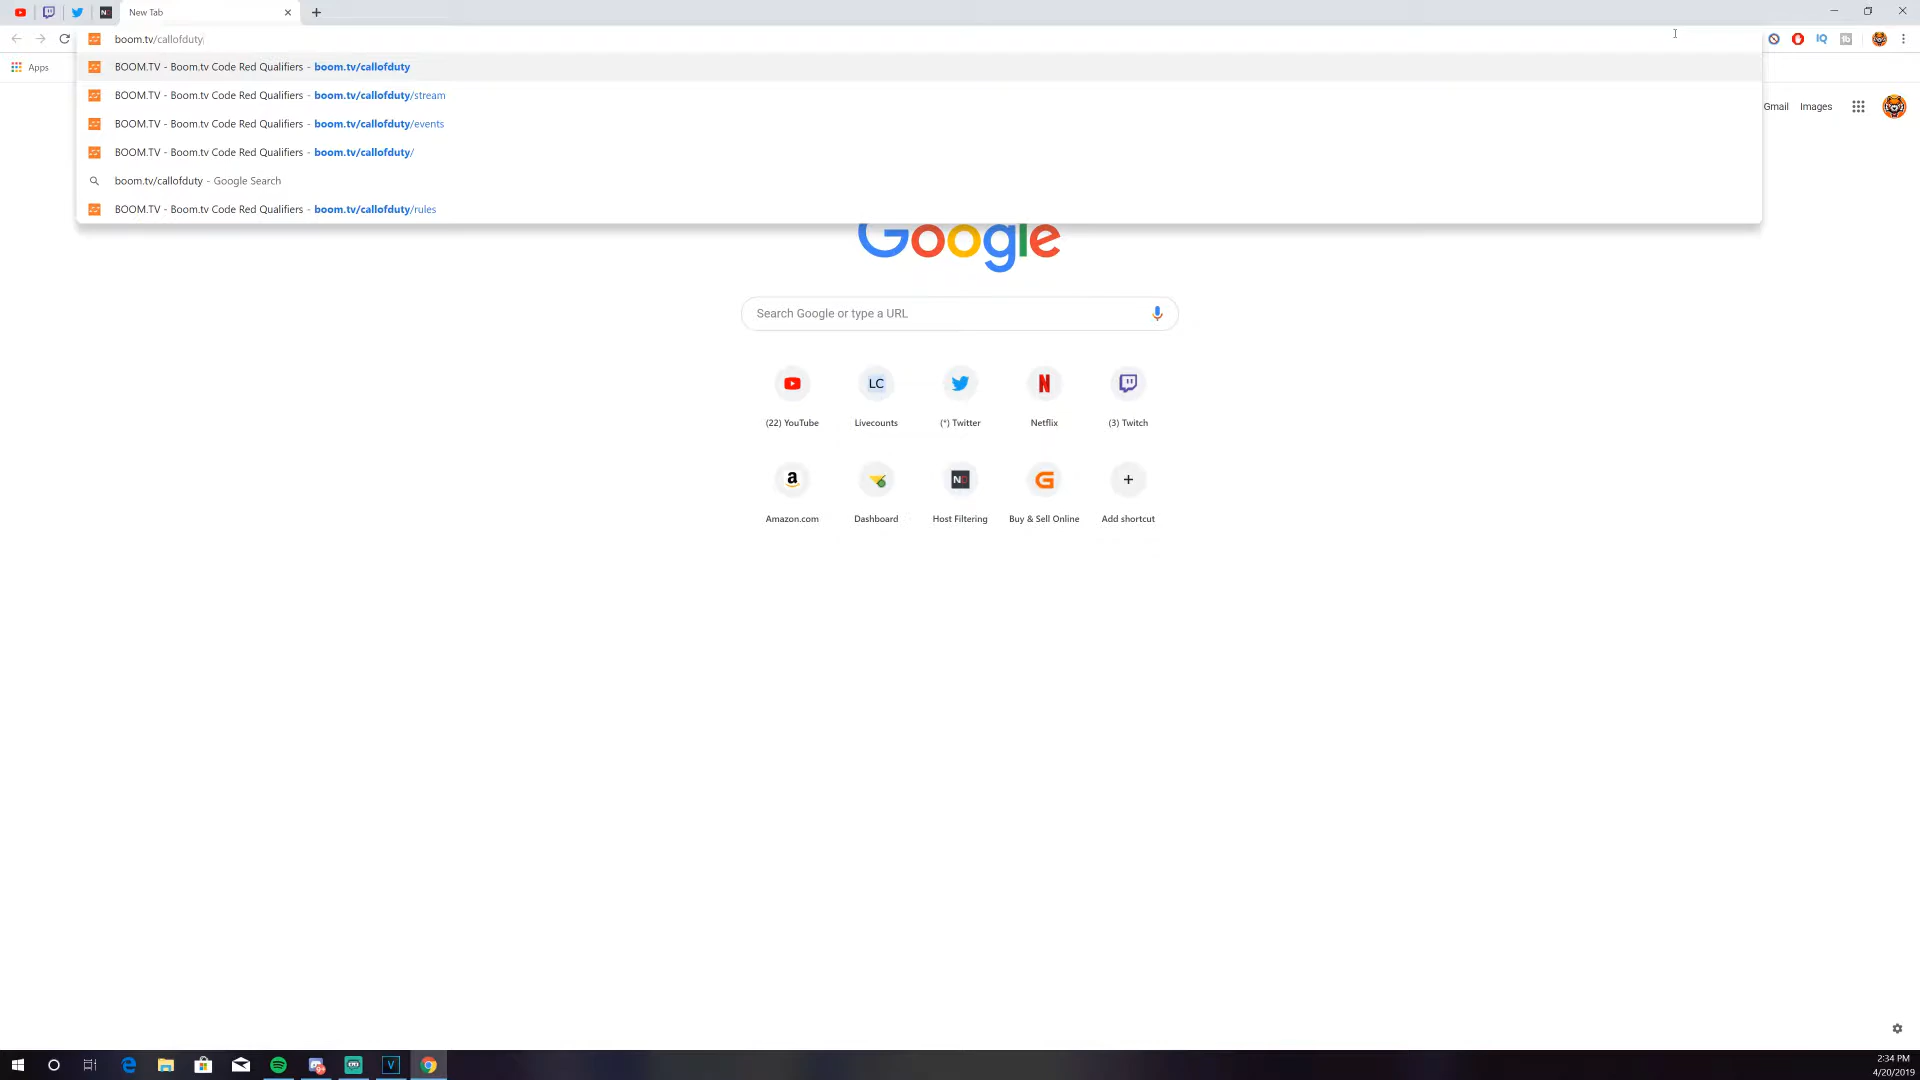 New Tab
boom.tv/callofduty
BOOM.TV - Boom.tv Code Red Qualifiers - boom.tv/callofduty
Apps
BOOM.TV - Boom.tv Code Red Qualifiers - boom.tv/callofduty/stream
BOOM.TV - Boom.tv Code Red Qualifiers - boom.tv/callofduty/events
BOOM.TV - Boom.tv Code Red Qualifiers - boom.tv/callofduty/
boom.tv/callofduty - Google Search
BOOM.TV - Boom.tv Code Red Qualifiers - boom.tv/callofduty/rules
Gmail Images
Google
Search Google or type a URL
LC
(22) YouTube Livecounts (*) Twitter Netflix (3) Twitch
Amazon.com Dashboard Host Filtering Buy & Sell Online Add shortcut
2:34 PM
4/20/2019